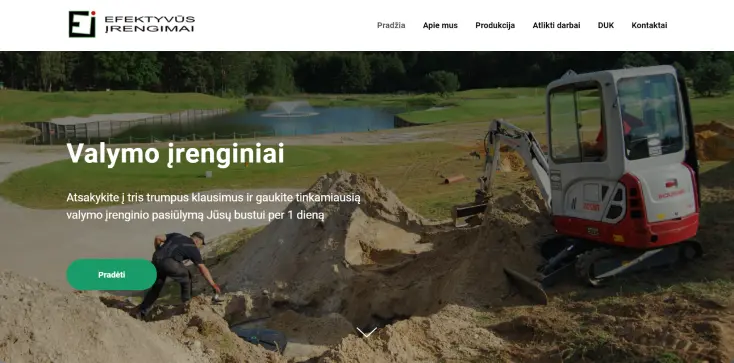 EFEKTYVŪS
ĮRENGIMAI
Pradžia
Apie mus
Produkcija
Atlikti darbai
DUK
Kontaktai
Valymo įrenginiai
Atsakykite į tris trumpus klausimus ir gaukite tinkamiausią
valymo įrenginio pasiūlymą Jūsų bustui per 1 dieną
Pradėti